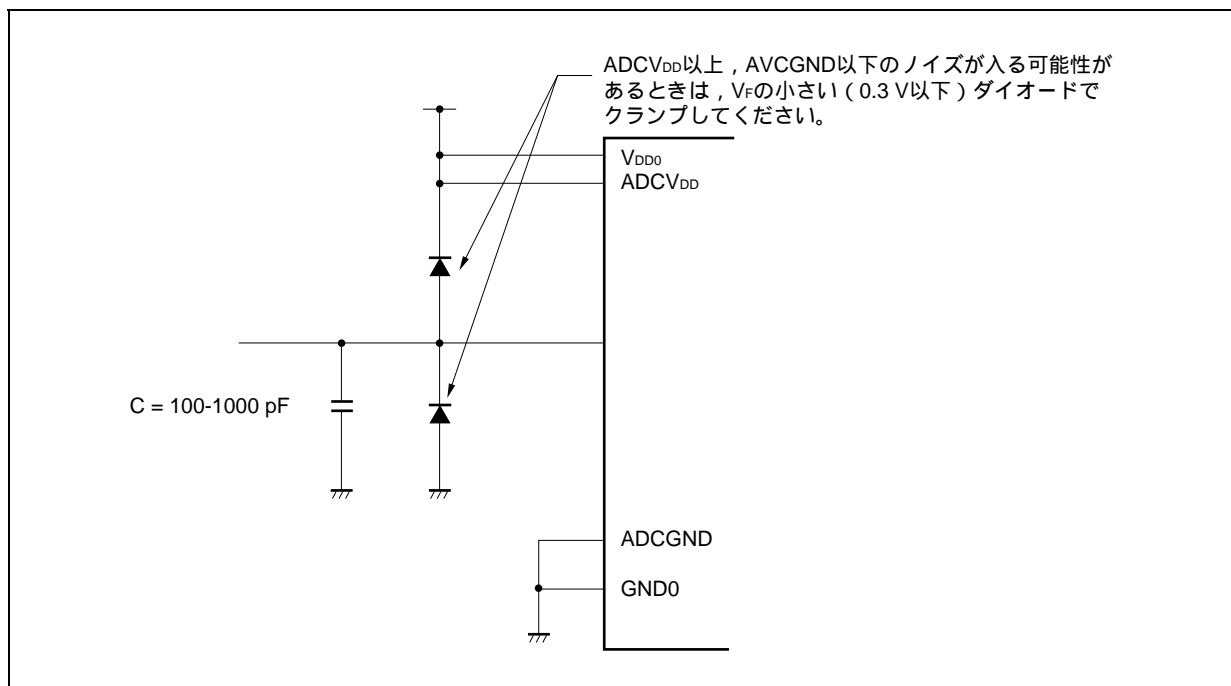 ADCVDD以上，AVCGND以下のノイズが入る可能性が
あるときは，VFの小さい（0.3 V以下）ダイオードで
クランプしてください。
VDD0
ADCVDD
C = 100-1000 pF
ADCGND
GND0